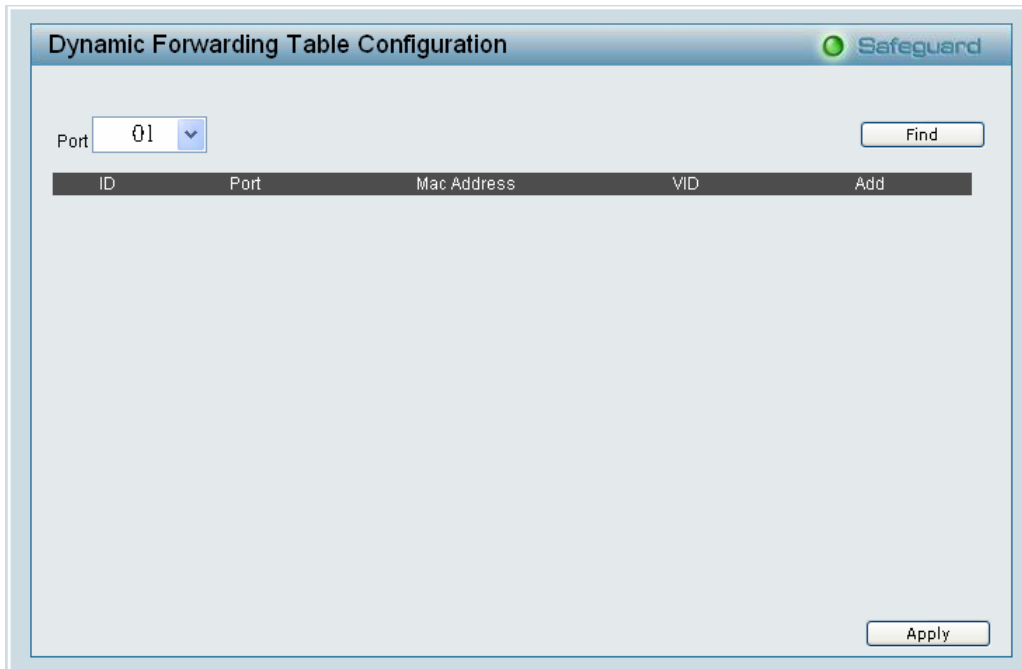 Dynamic Forwarding Table Configuration Safeguard
Port 01 Find
ID Port Mac Address VID Add
Apply